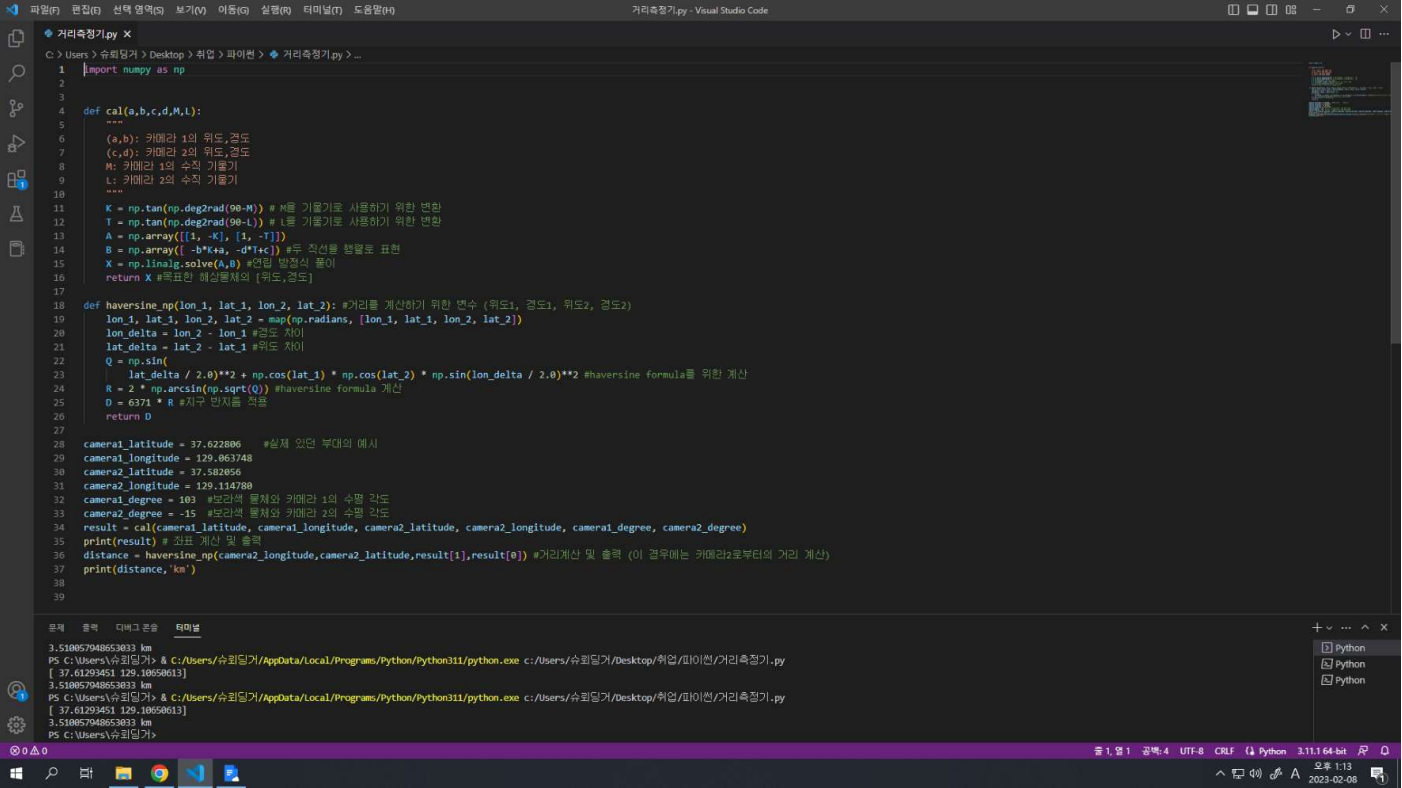 파일(F) 편집(E) 선택 영역(S) 보기(V) 이동(G) 실행(R) 터미널(T) 도움말(H)
거리측정기.py - Visual Studio Code
거리측정기.py
C: > Users > 슈뢰딩거 > Desktop > 취업 > 파이썬 > 거리측정기.py > ...
1 import numpy as np
2
3
4 def cal(a,b,c,d,M,L):
5 """
6 (a,b): 카메라 1의 위도,경도
7 (c,d): 카메라 2의 위도,경도
8 M: 카메라 1의 수직 기울기
9 L: 카메라 2의 수직 기울기
10 """
11 K = np.tan(np.deg2rad(90-M)) # M을 기울기로 사용하기 위한 변환
12 T = np.tan(np.deg2rad(90-L)) # L을 기울기로 사용하기 위한 변환
13 A = np.array([[1, -K], [1, -T]])
14 B = np.array([ -b*K+a, -d*T+c]) #두 직선을 행렬로 표현
15 X = np.linalg.solve(A,B) #연립 방정식 풀이
16 return X #목표한 해상물체의 [위도,경도]
17
18 def haversine_np(lon_1, lat_1, lon_2, lat_2): #거리를 계산하기 위한 변수 (위도1, 경도1, 위도2, 경도2)
19 lon_1, lat_1, lon_2, lat_2 = map(np.radians, [lon_1, lat_1, lon_2, lat_2])
20 lon_delta = lon_2 - lon_1 #경도 차이
21 lat_delta = lat_2 - lat_1 #위도 차이
22 Q = np.sin(
23 lat_delta / 2.0)**2 + np.cos(lat_1) * np.cos(lat_2) * np.sin(lon_delta / 2.0)**2 #haversine formula를 위한 계산
24 R = 2 * np.arcsin(np.sqrt(Q)) #haversine formula 계산
25 D = 6371 * R #지구 반지름 적용
26 return D
27
28 camera1_latitude = 37.622806 #실제 있던 부대의 예시
29 camera1_longitude = 129.063748
30 camera2_latitude = 37.582056
31 camera2_longitude = 129.114780
32 camera1_degree = 103 #보라색 물체와 카메라 1의 수평 각도
33 camera2_degree = -15 #보라색 물체와 카메라 2의 수평 각도
34 result = cal(camera1_latitude, camera1_longitude, camera2_latitude, camera2_longitude, camera1_degree, camera2_degree)
35 print(result) # 좌표 계산 및 출력
36 distance = haversine_np(camera2_longitude,camera2_latitude,result[1],result[0]) #거리계산 및 출력 (이 경우에는 카메라2로부터의 거리 계산)
37 print(distance,'km')
38
39
문제 출력 디버그 콘솔 터미널
3.510057948653033 km
PS C:\Users\슈뢰딩거> & C:/Users/슈뢰딩거/AppData/Local/Programs/Python/Python311/python.exe c:/Users/슈뢰딩거/Desktop/취업/파이썬/거리측정기.py
[ 37.61293451 129.10650613]
3.510057948653033 km
PS C:\Users\슈뢰딩거> & C:/Users/슈뢰딩거/AppData/Local/Programs/Python/Python311/python.exe c:/Users/슈뢰딩거/Desktop/취업/파이썬/거리측정기.py
[ 37.61293451 129.10650613]
3.510057948653033 km
PS C:\Users\슈뢰딩거>
Python
Python
Python
0 0
줄 1, 열 1 공백: 4 UTF-8 CRLF Python 3.11.1 64-bit
A 오후 1:13
2023-02-08